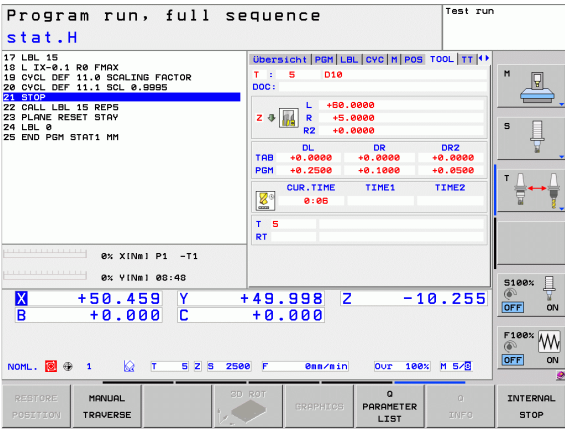 Program run, full sequence
Test run
stat.H
17 LBL 15
18 L IX-0.1 R0 FMAX
19 CYCL DEF 11.0 SCALING FACTOR
20 CYCL DEF 11.1 SCL 0.9995
21 STOP
22 CALL LBL 15 REP5
23 PLANE RESET STAY
24 LBL 0
25 END PGM STAT1 MM
Übersicht PGM LBL CYC M POS TOOL TT
T : 5 D10
DOC:
Z L +60.0000
R +5.0000
R2 +0.0000
DL DR DR2
TAB +0.0000 +0.0000 +0.0000
PGM +0.2500 +0.1000 +0.0500
CUR.TIME TIME1 TIME2
0:06
T 5
RT
0% X[Nm] P1 -T1
0% Y[Nm] 08:48
X +50.459 Y +49.998 Z -10.255
B +0.000 C +0.000
NOML. 1 T 5 Z S 2500 F 0mm/min Ovr 100% M 5/8
M
S
T
S100%
OFF ON
F100%
OFF ON
RESTORE POSITION
MANUAL TRAVERSE
3D ROT
GRAPHICS
Q PARAMETER LIST
Q INFO
INTERNAL STOP